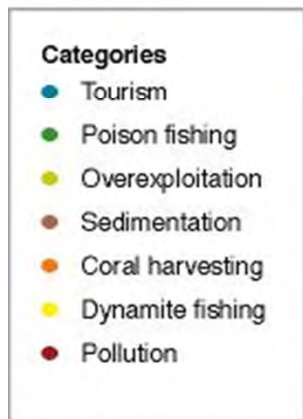 Categories
Tourism
Poison fishing
Overexploitation
Sedimentation
Coral harvesting
Dynamite fishing
Pollution